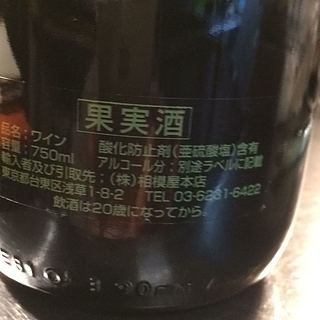 果実酒
品名：ワイン
容量：750ml
酸化防止剤(亜硫酸塩)含有
アルコール分：別途ラベルに記載
輸入者及び引取先：(株)相模屋本店
東京都台東区浅草1-8-2 TEL 03-6231-6422
飲酒は20歳になってから。